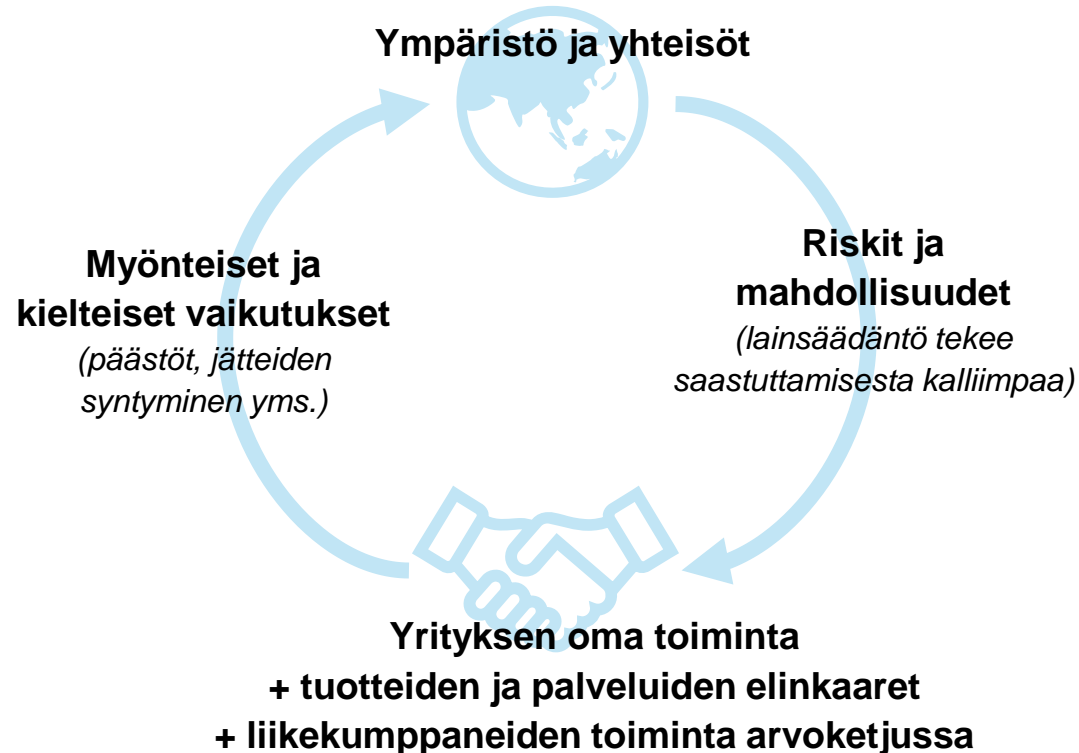 Ympäristö ja yhteisöt
Myönteiset ja
kielteiset vaikutukset
(päästöt, jätteiden
syntyminen yms.)
Riskit ja
mahdollisuudet
(lainsäädäntö tekee
saastuttamisesta kalliimpaa)
Yrityksen oma toiminta
+ tuotteiden ja palveluiden elinkaaret
+ liikekumppaneiden toiminta arvoketjussa